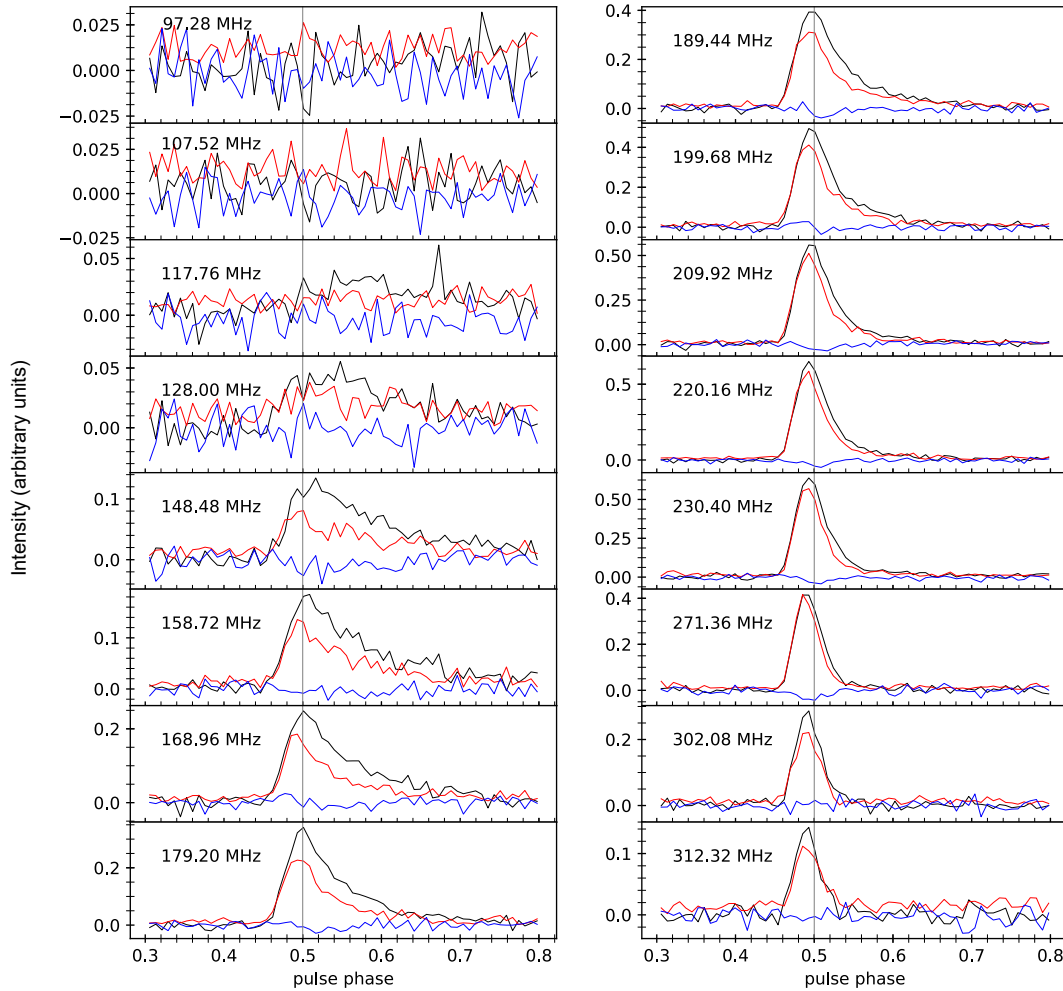 Intensity (arbitrary units)
97.28 MHz
0.025
0.000
−0.025
107.52 MHz
0.025
0.000
−0.025
117.76 MHz
0.05
0.00
128.00 MHz
0.05
0.00
148.48 MHz
0.1
0.0
158.72 MHz
0.1
0.0
168.96 MHz
0.2
0.0
179.20 MHz
0.2
0.0
0.3 0.4 0.5 0.6 0.7 0.8
pulse phase
189.44 MHz
0.4
0.2
0.0
199.68 MHz
0.4
0.2
0.0
209.92 MHz
0.50
0.25
0.00
220.16 MHz
0.5
0.0
230.40 MHz
0.50
0.25
0.00
271.36 MHz
0.4
0.2
0.0
302.08 MHz
0.2
0.0
312.32 MHz
0.1
0.0
0.3 0.4 0.5 0.6 0.7 0.8
pulse phase